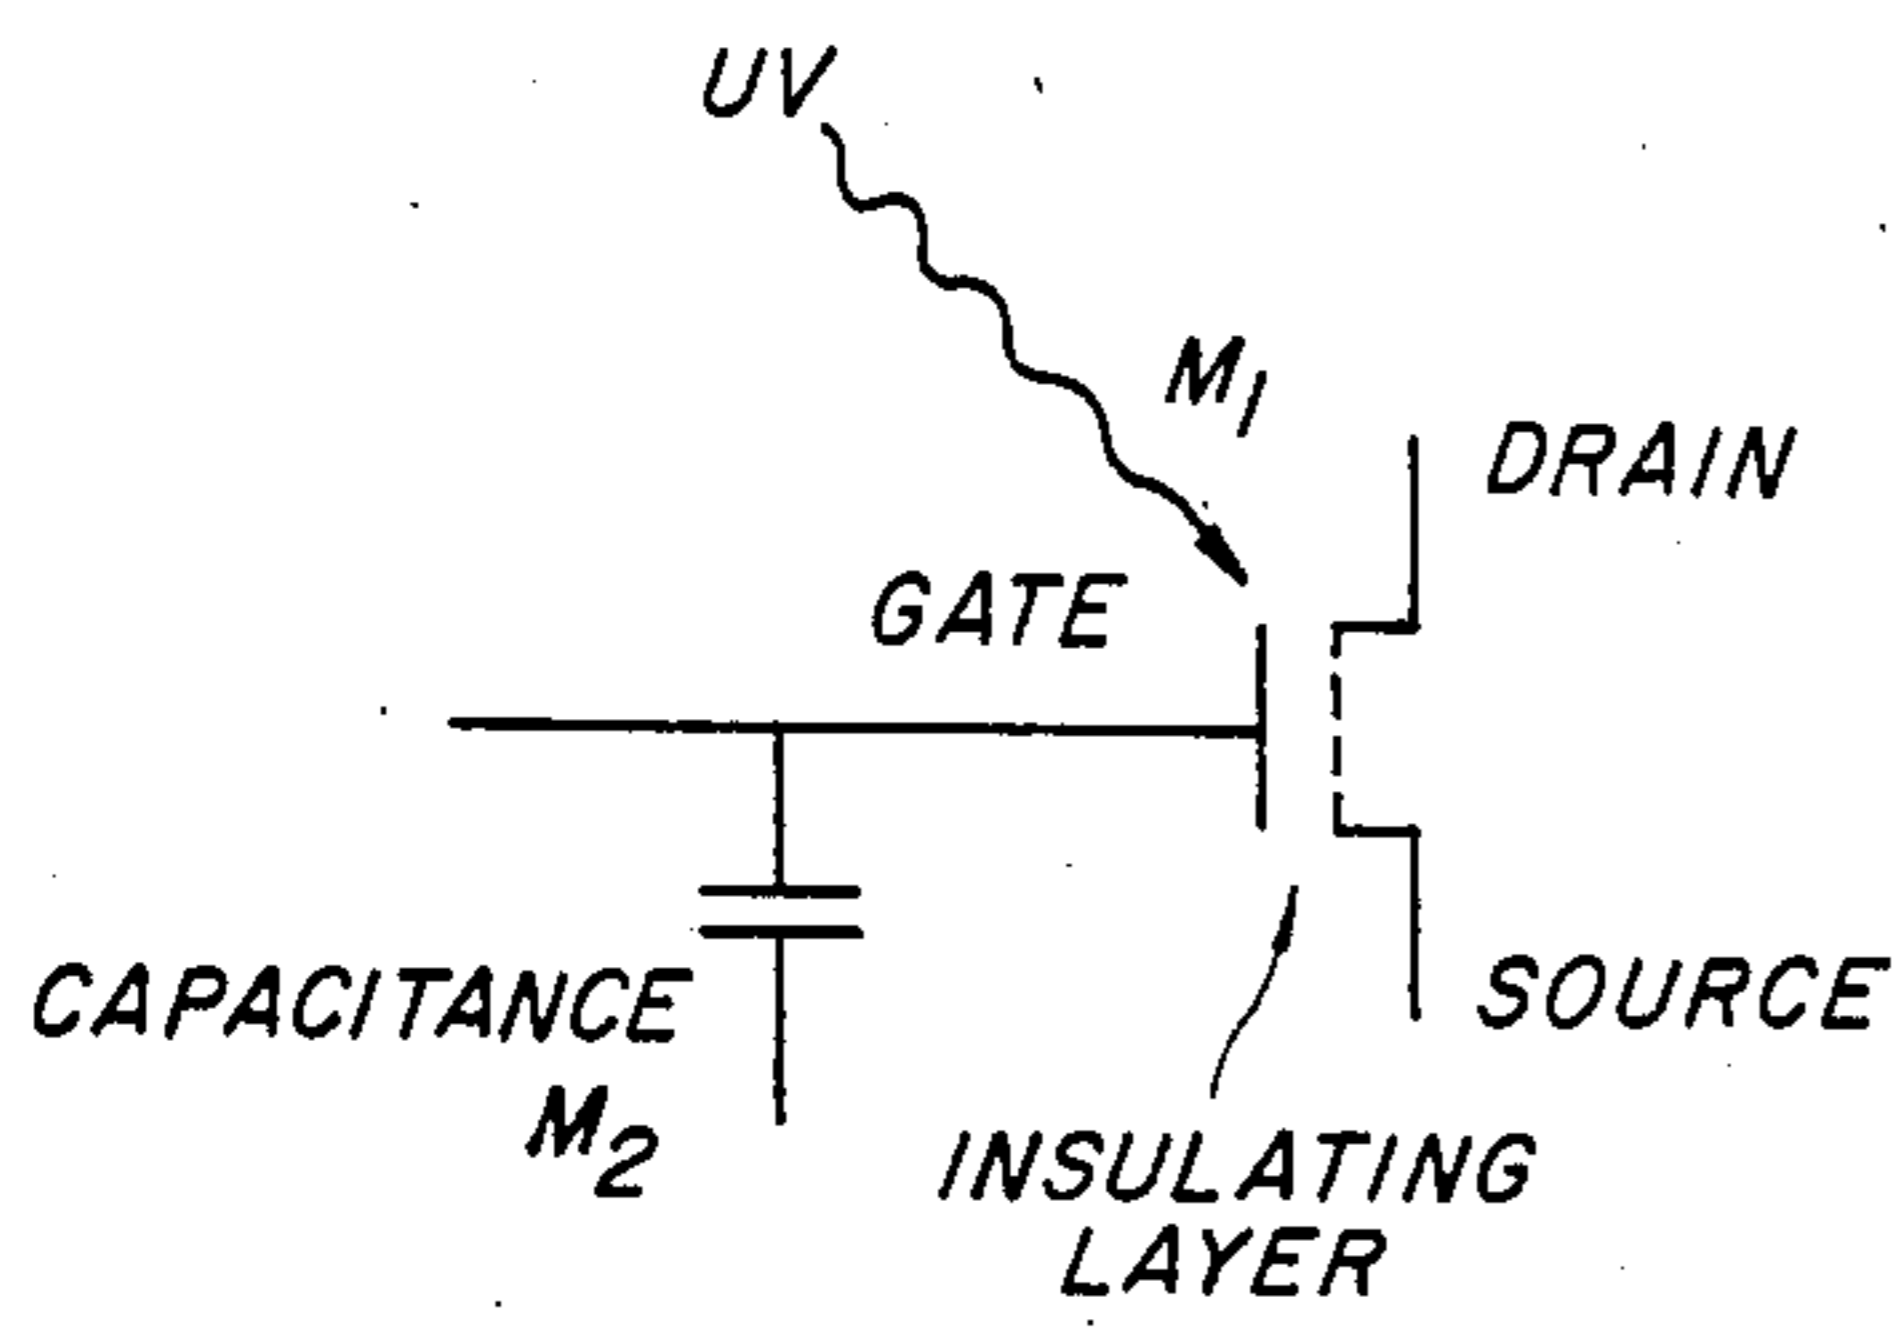 UV
M1
DRAIN
GATE
CAPACITANCE
M2
SOURCE
INSULATING
LAYER